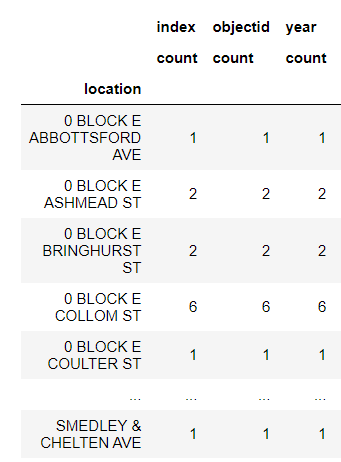 index objectid year
count count count
location
0 BLOCK E
ABBOTTSFORD 1 1 1
AVE
0 BLOCK E
ASHMEAD ST 2 2 2
0 BLOCK E
BRINGHURST 2 2 2
ST
0 BLOCK E
COLLOM ST 6 6 6
0 BLOCK E
COULTER ST 1 1 1
... ... ... ...
SMEDLEY &
CHELTEN AVE 1 1 1